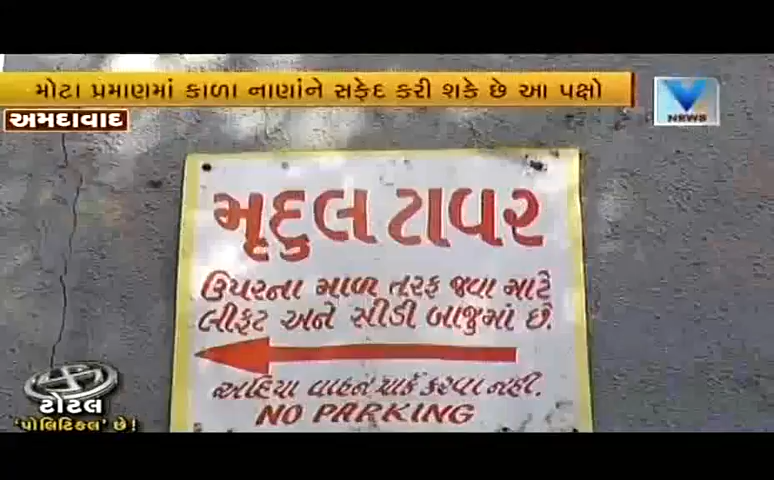 મોટા પ્રમાણમાં કાળા નાણાંને સફેદ કરી શકે છે આ પક્ષો
NEWS
અમદાવાદ
મૃદુલ ટાવર
ઉપરના માળ તરફ જવા માટે
લીફ્ટ અને સીડી બાજુમાં છે.
અહિયા વાહન પાર્ક કરવા નહી.
NO PARKING
ટોટલ
'પોલિટિકલ' છે!